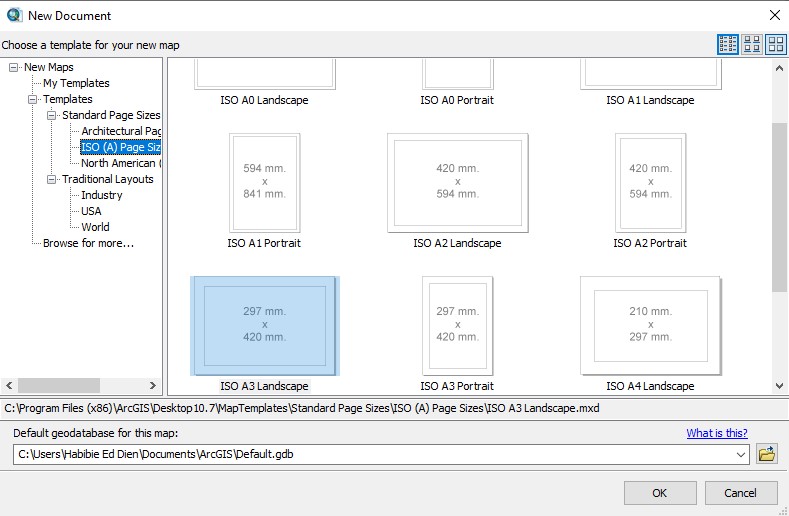 New Document
Choose a template for your new map
New Maps
My Templates
Templates
Standard Page Sizes
Architectural Pag
ISO (A) Page Siz
North American (
Traditional Layouts
Industry
USA
World
Browse for more...
ISO A0 Landscape
ISO A0 Portrait
ISO A1 Landscape
594 mm.
x
841 mm.
420 mm.
x
594 mm.
420 mm.
x
594 mm.
ISO A1 Portrait
ISO A2 Landscape
ISO A2 Portrait
297 mm.
x
420 mm.
297 mm.
x
420 mm.
210 mm.
x
297 mm.
ISO A3 Landscape
ISO A3 Portrait
ISO A4 Landscape
C:\Program Files (x86)\ArcGIS\Desktop10.7\MapTemplates\Standard Page Sizes\ISO (A) Page Sizes\ISO A3 Landscape.mxd
Default geodatabase for this map:
What is this?
C:\Users\Habibie Ed Dien\Documents\ArcGIS\Default.gdb
OK
Cancel